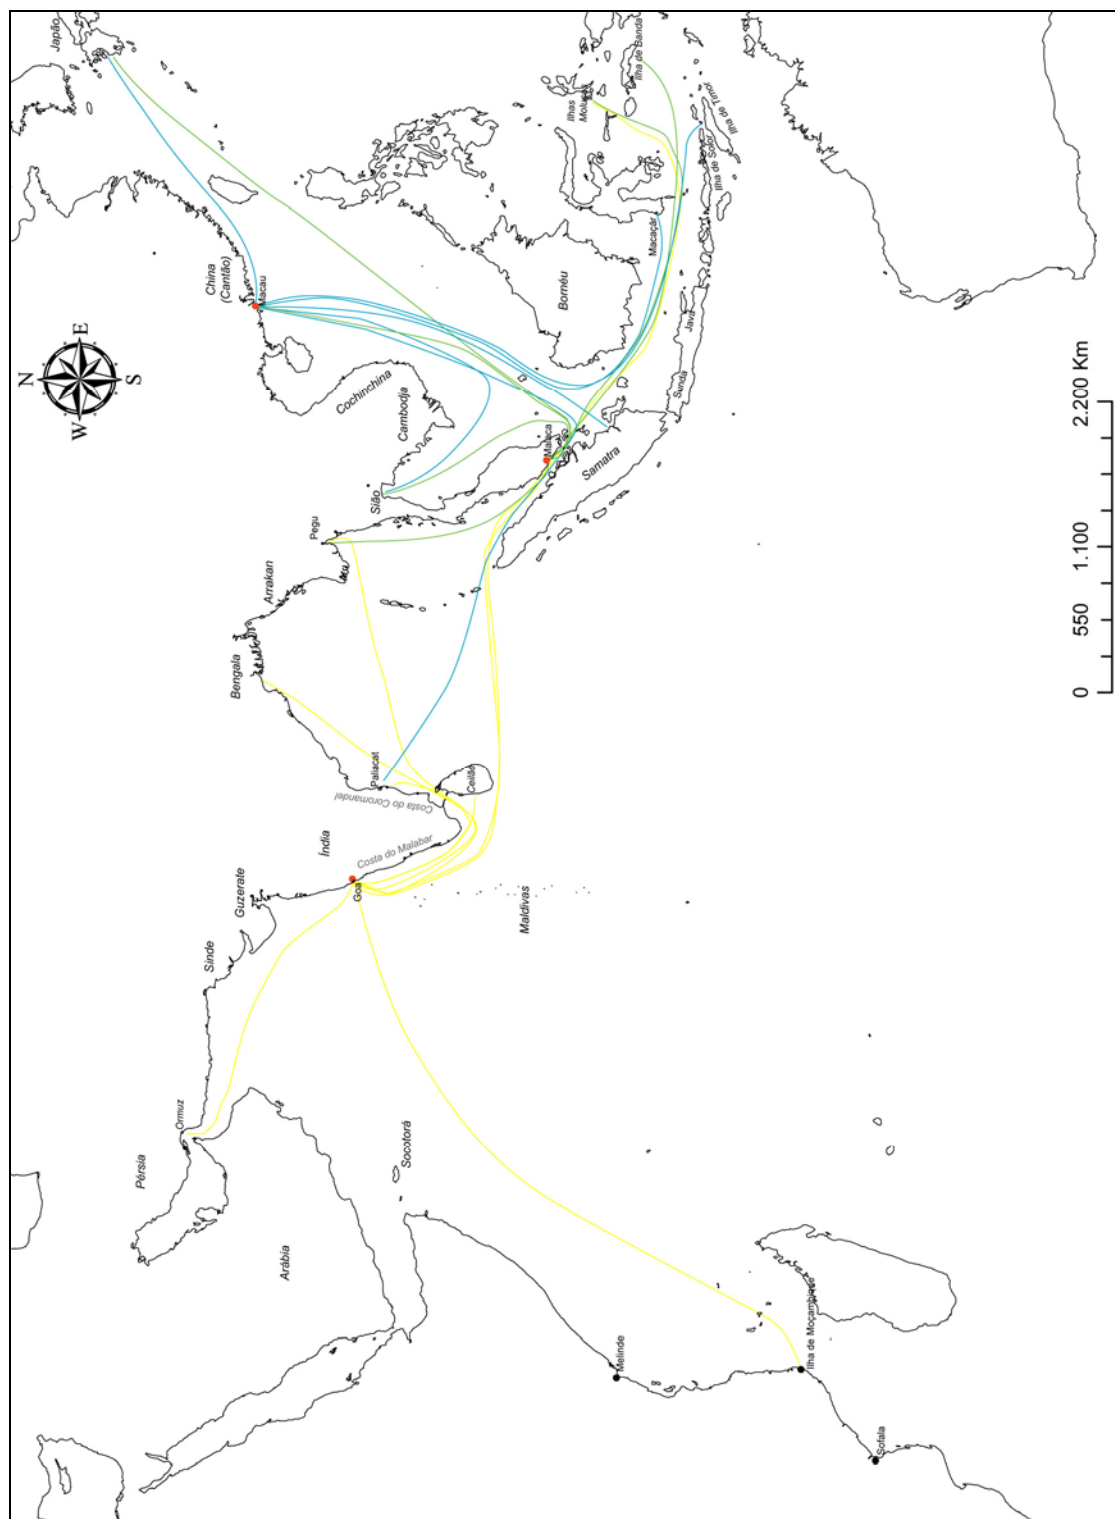 N
W
E
S
Japão
China
(Cantão)
Macau
Cochinchina
Cambodja
Sião
Pegu
Arrakan
Bengala
Paliacat
Costa do Coromandel
Ceilão
Índia
Costa do Malabar
Goa
Guzerate
Sinde
Ormuz
Pérsia
Arábia
Socotorá
Maldivas
Melinde
Ilha de Moçambique
Sofala
Malaca
Samatra
Sunda
Java
Bornéu
Macaçar
Ilhas
Molucas
Ilha de Banda
Ilha de Solor
Ilha de Timor
0
550
1.100
2.200 Km